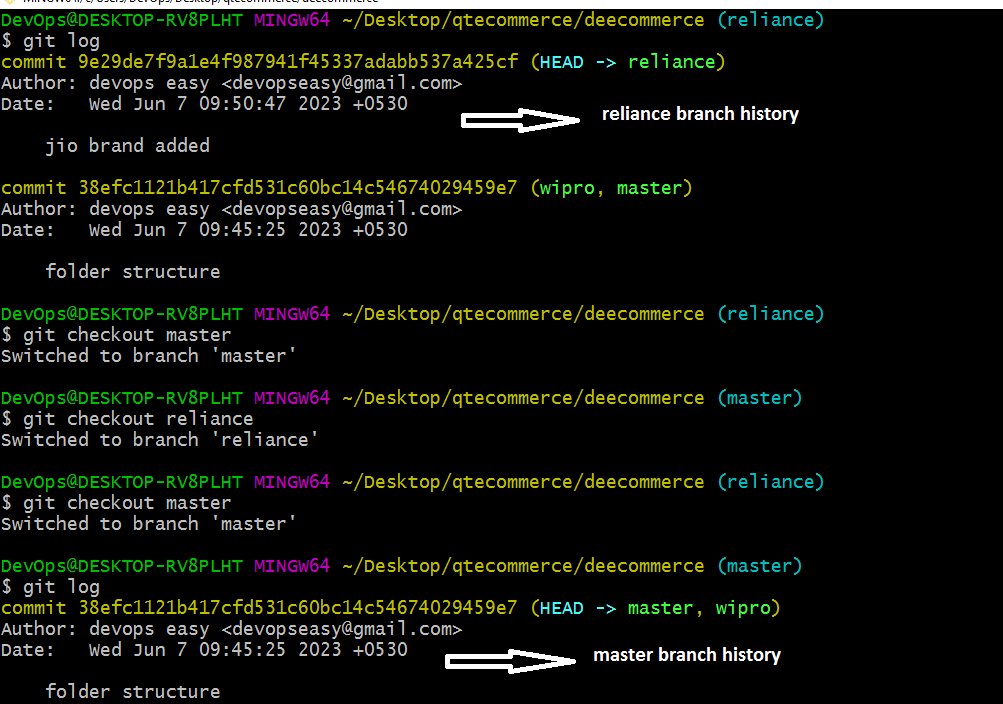 MINGW64:/c/Users/DevOps/Desktop/qtecommerce/deecommerce
DevOps@DESKTOP-RV8PLHT MINGW64 ~/Desktop/qtecommerce/deecommerce (reliance)
$ git log
commit 9e29de7f9a1e4f987941f45337adabb537a425cf (HEAD -> reliance)
Author: devops easy <devopseasy@gmail.com>
Date:   Wed Jun 7 09:50:47 2023 +0530
reliance branch history
    jio brand added
commit 38efc1121b417cfd531c60bc14c54674029459e7 (wipro, master)
Author: devops easy <devopseasy@gmail.com>
Date:   Wed Jun 7 09:45:25 2023 +0530
    folder structure
DevOps@DESKTOP-RV8PLHT MINGW64 ~/Desktop/qtecommerce/deecommerce (reliance)
$ git checkout master
Switched to branch 'master'
DevOps@DESKTOP-RV8PLHT MINGW64 ~/Desktop/qtecommerce/deecommerce (master)
$ git checkout reliance
Switched to branch 'reliance'
DevOps@DESKTOP-RV8PLHT MINGW64 ~/Desktop/qtecommerce/deecommerce (reliance)
$ git checkout master
Switched to branch 'master'
DevOps@DESKTOP-RV8PLHT MINGW64 ~/Desktop/qtecommerce/deecommerce (master)
$ git log
commit 38efc1121b417cfd531c60bc14c54674029459e7 (HEAD -> master, wipro)
Author: devops easy <devopseasy@gmail.com>
Date:   Wed Jun 7 09:45:25 2023 +0530
master branch history
    folder structure